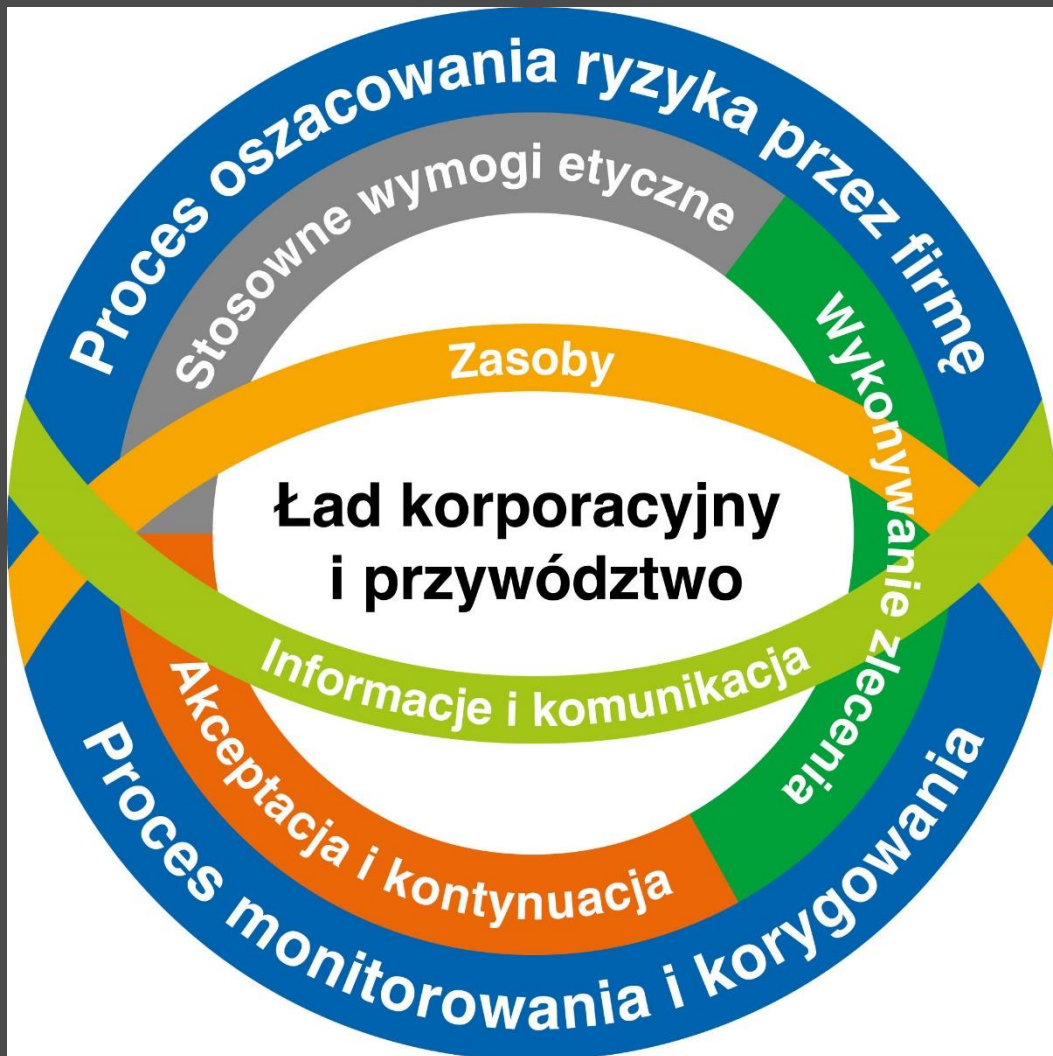 Proces oszacowania ryzyka przez firmę
Stosowne wymogi etyczne
Zasoby
Wykonywanie zlecenia
Ład korporacyjny
i przywództwo
Informacje i komunikacja
Akceptacja i kontynuacja
Proces monitorowania i korygowania